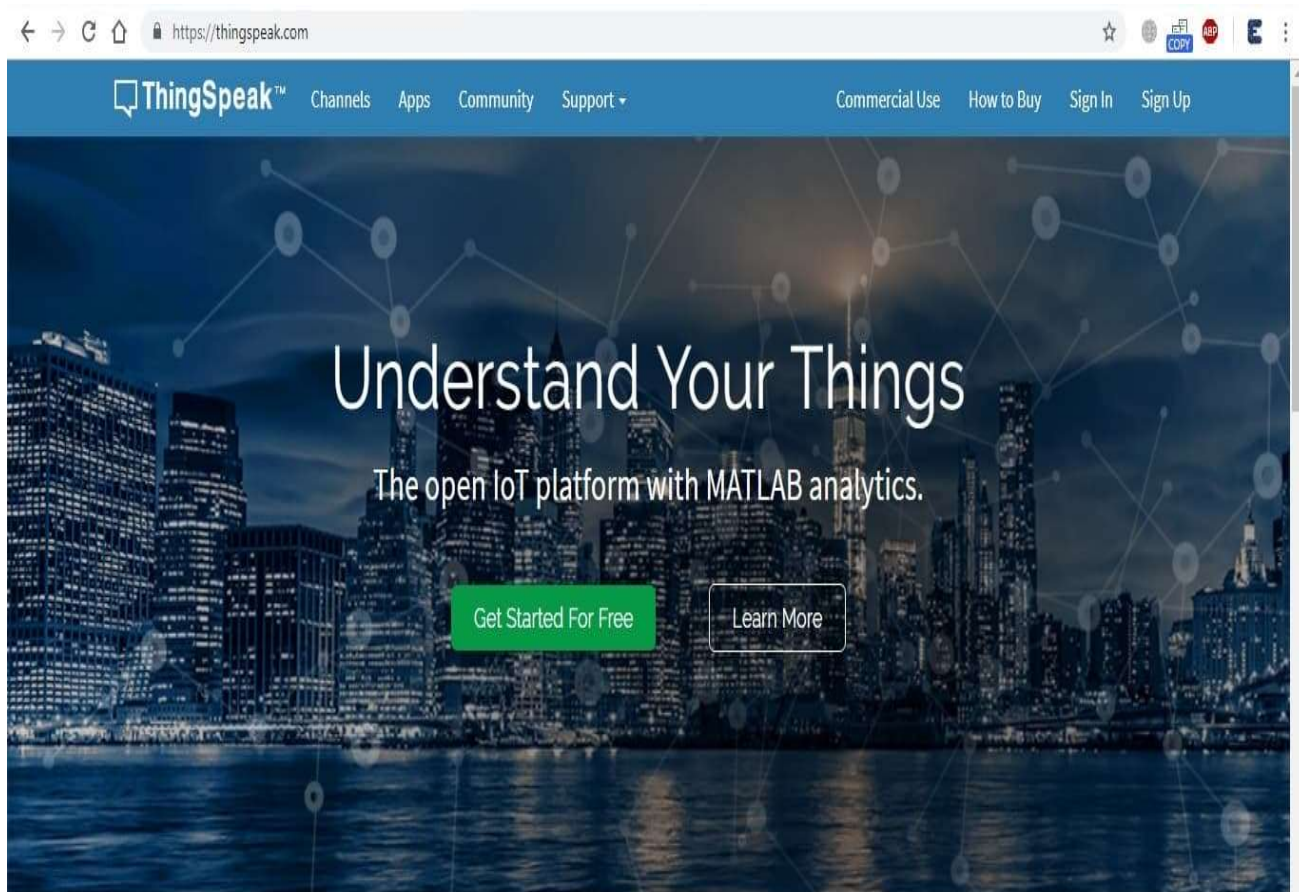 https://thingspeak.com
COPY
ABP
E
ThingSpeak™ Channels Apps Community Support Commercial Use How to Buy Sign In Sign Up
Understand Your Things
The open IoT platform with MATLAB analytics.
Get Started For Free Learn More